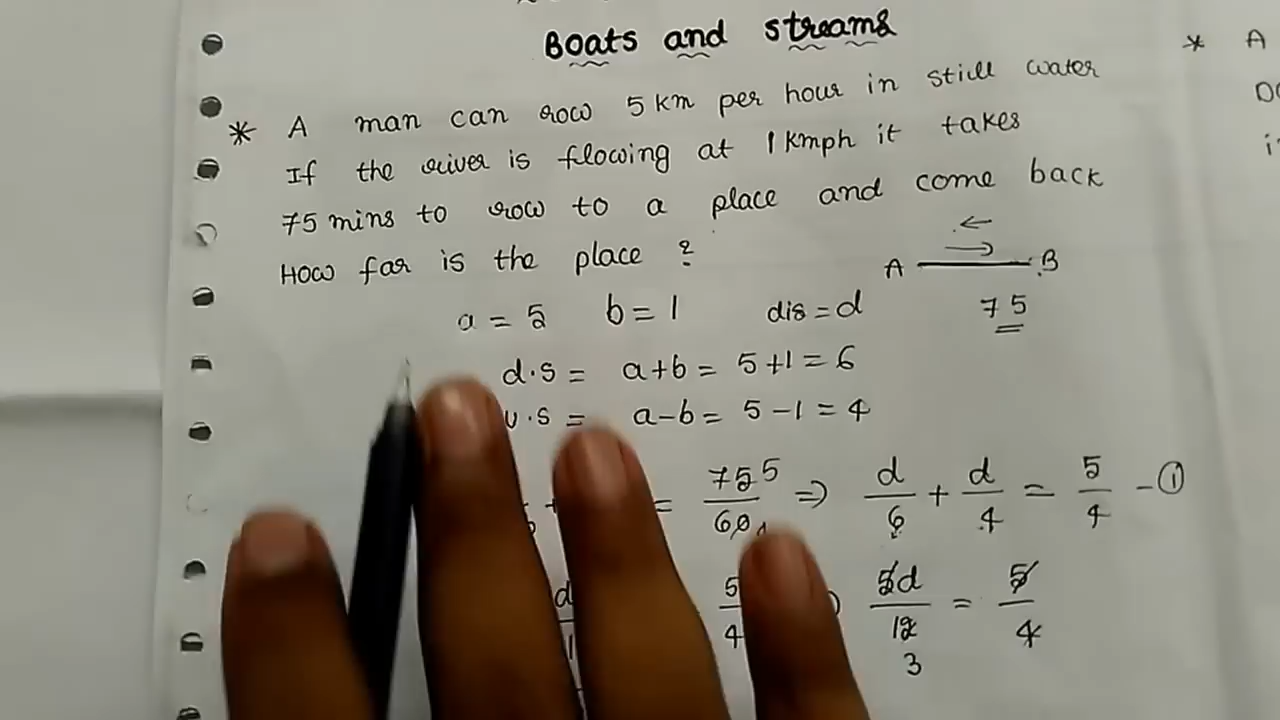 Boats and streams
* A man can row 5 km per hour in still water
If the river is flowing at 1 kmph it takes
75 mins to row to a place and come back
How far is the place ?
← →
A B
75
a = 5 b = 1 dis = d
d.s = a+b = 5+1 = 6
u.s = a-b = 5-1 = 4
= 75/60 5 => d/6 + d/4 = 5/4 - ①
d 5/4 5d/12 = 5/4
3
* A